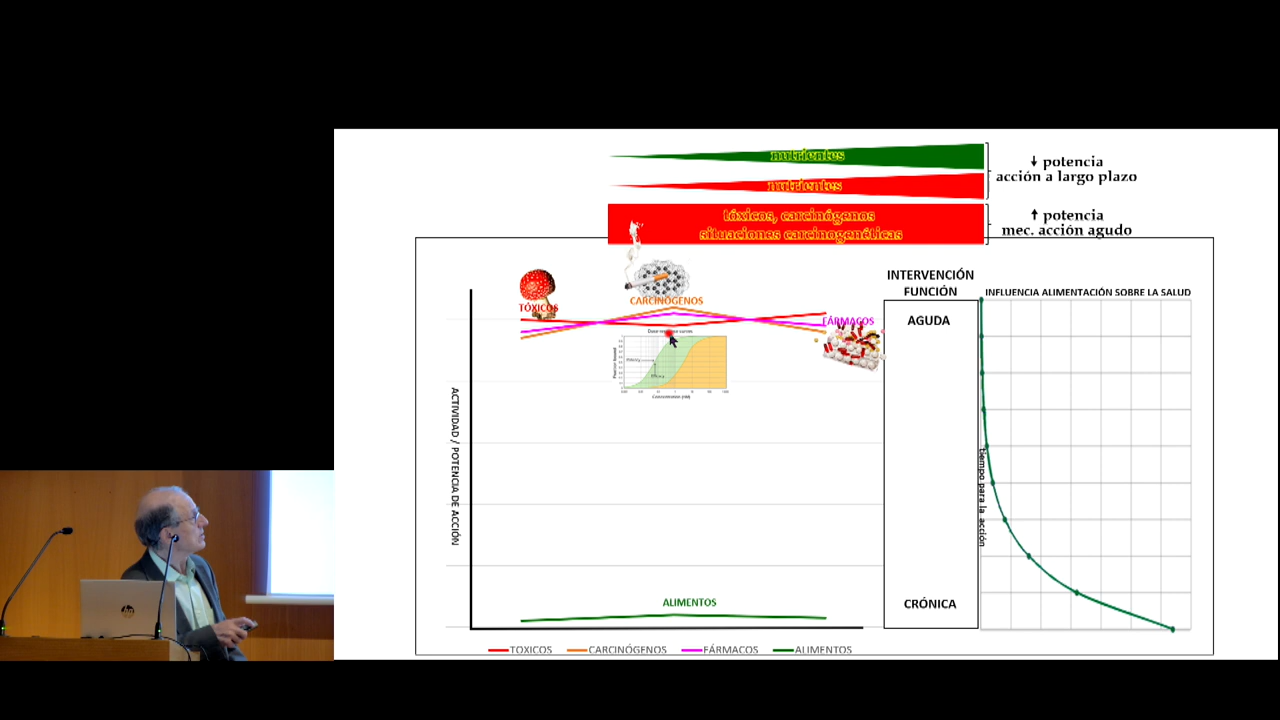 nutrientes
nutrientes
↓ potencia
acción a largo plazo
tóxicos, carcinógenos
situaciones carcinogenéticas
↑ potencia
mec. acción agudo
TÓXICOS
CARCINÓGENOS
FÁRMACOS
INTERVENCIÓN
FUNCIÓN
INFLUENCIA ALIMENTACIÓN SOBRE LA SALUD
AGUDA
ACTIVIDAD / POTENCIA DE ACCIÓN
tiempo para la acción
ALIMENTOS
CRÓNICA
TOXICOS
CARCINÓGENOS
FÁRMACOS
ALIMENTOS
hp